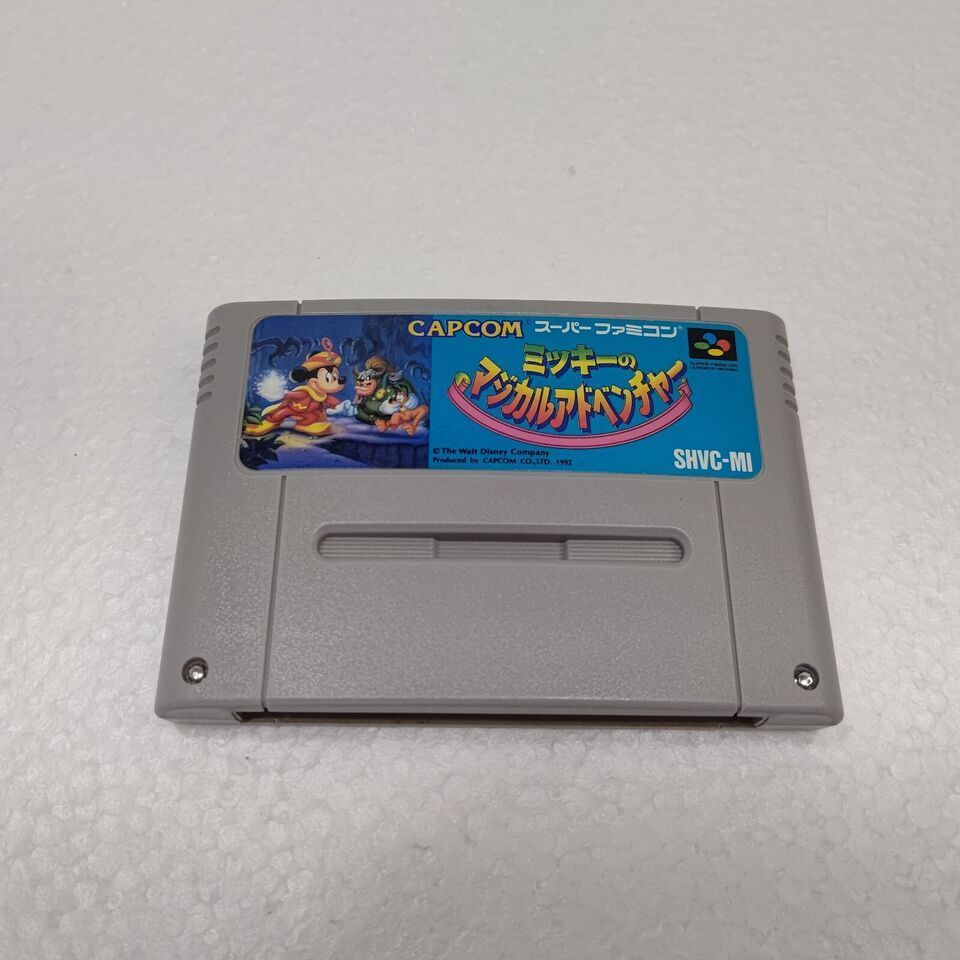 CAPCOM スーパーファミコン®
ミッキーの
マジカルアドベンチャー
© The Walt Disney Company
Produced by CAPCOM CO.,LTD. 1992
SHVC-MI
SUPER FAMICOM